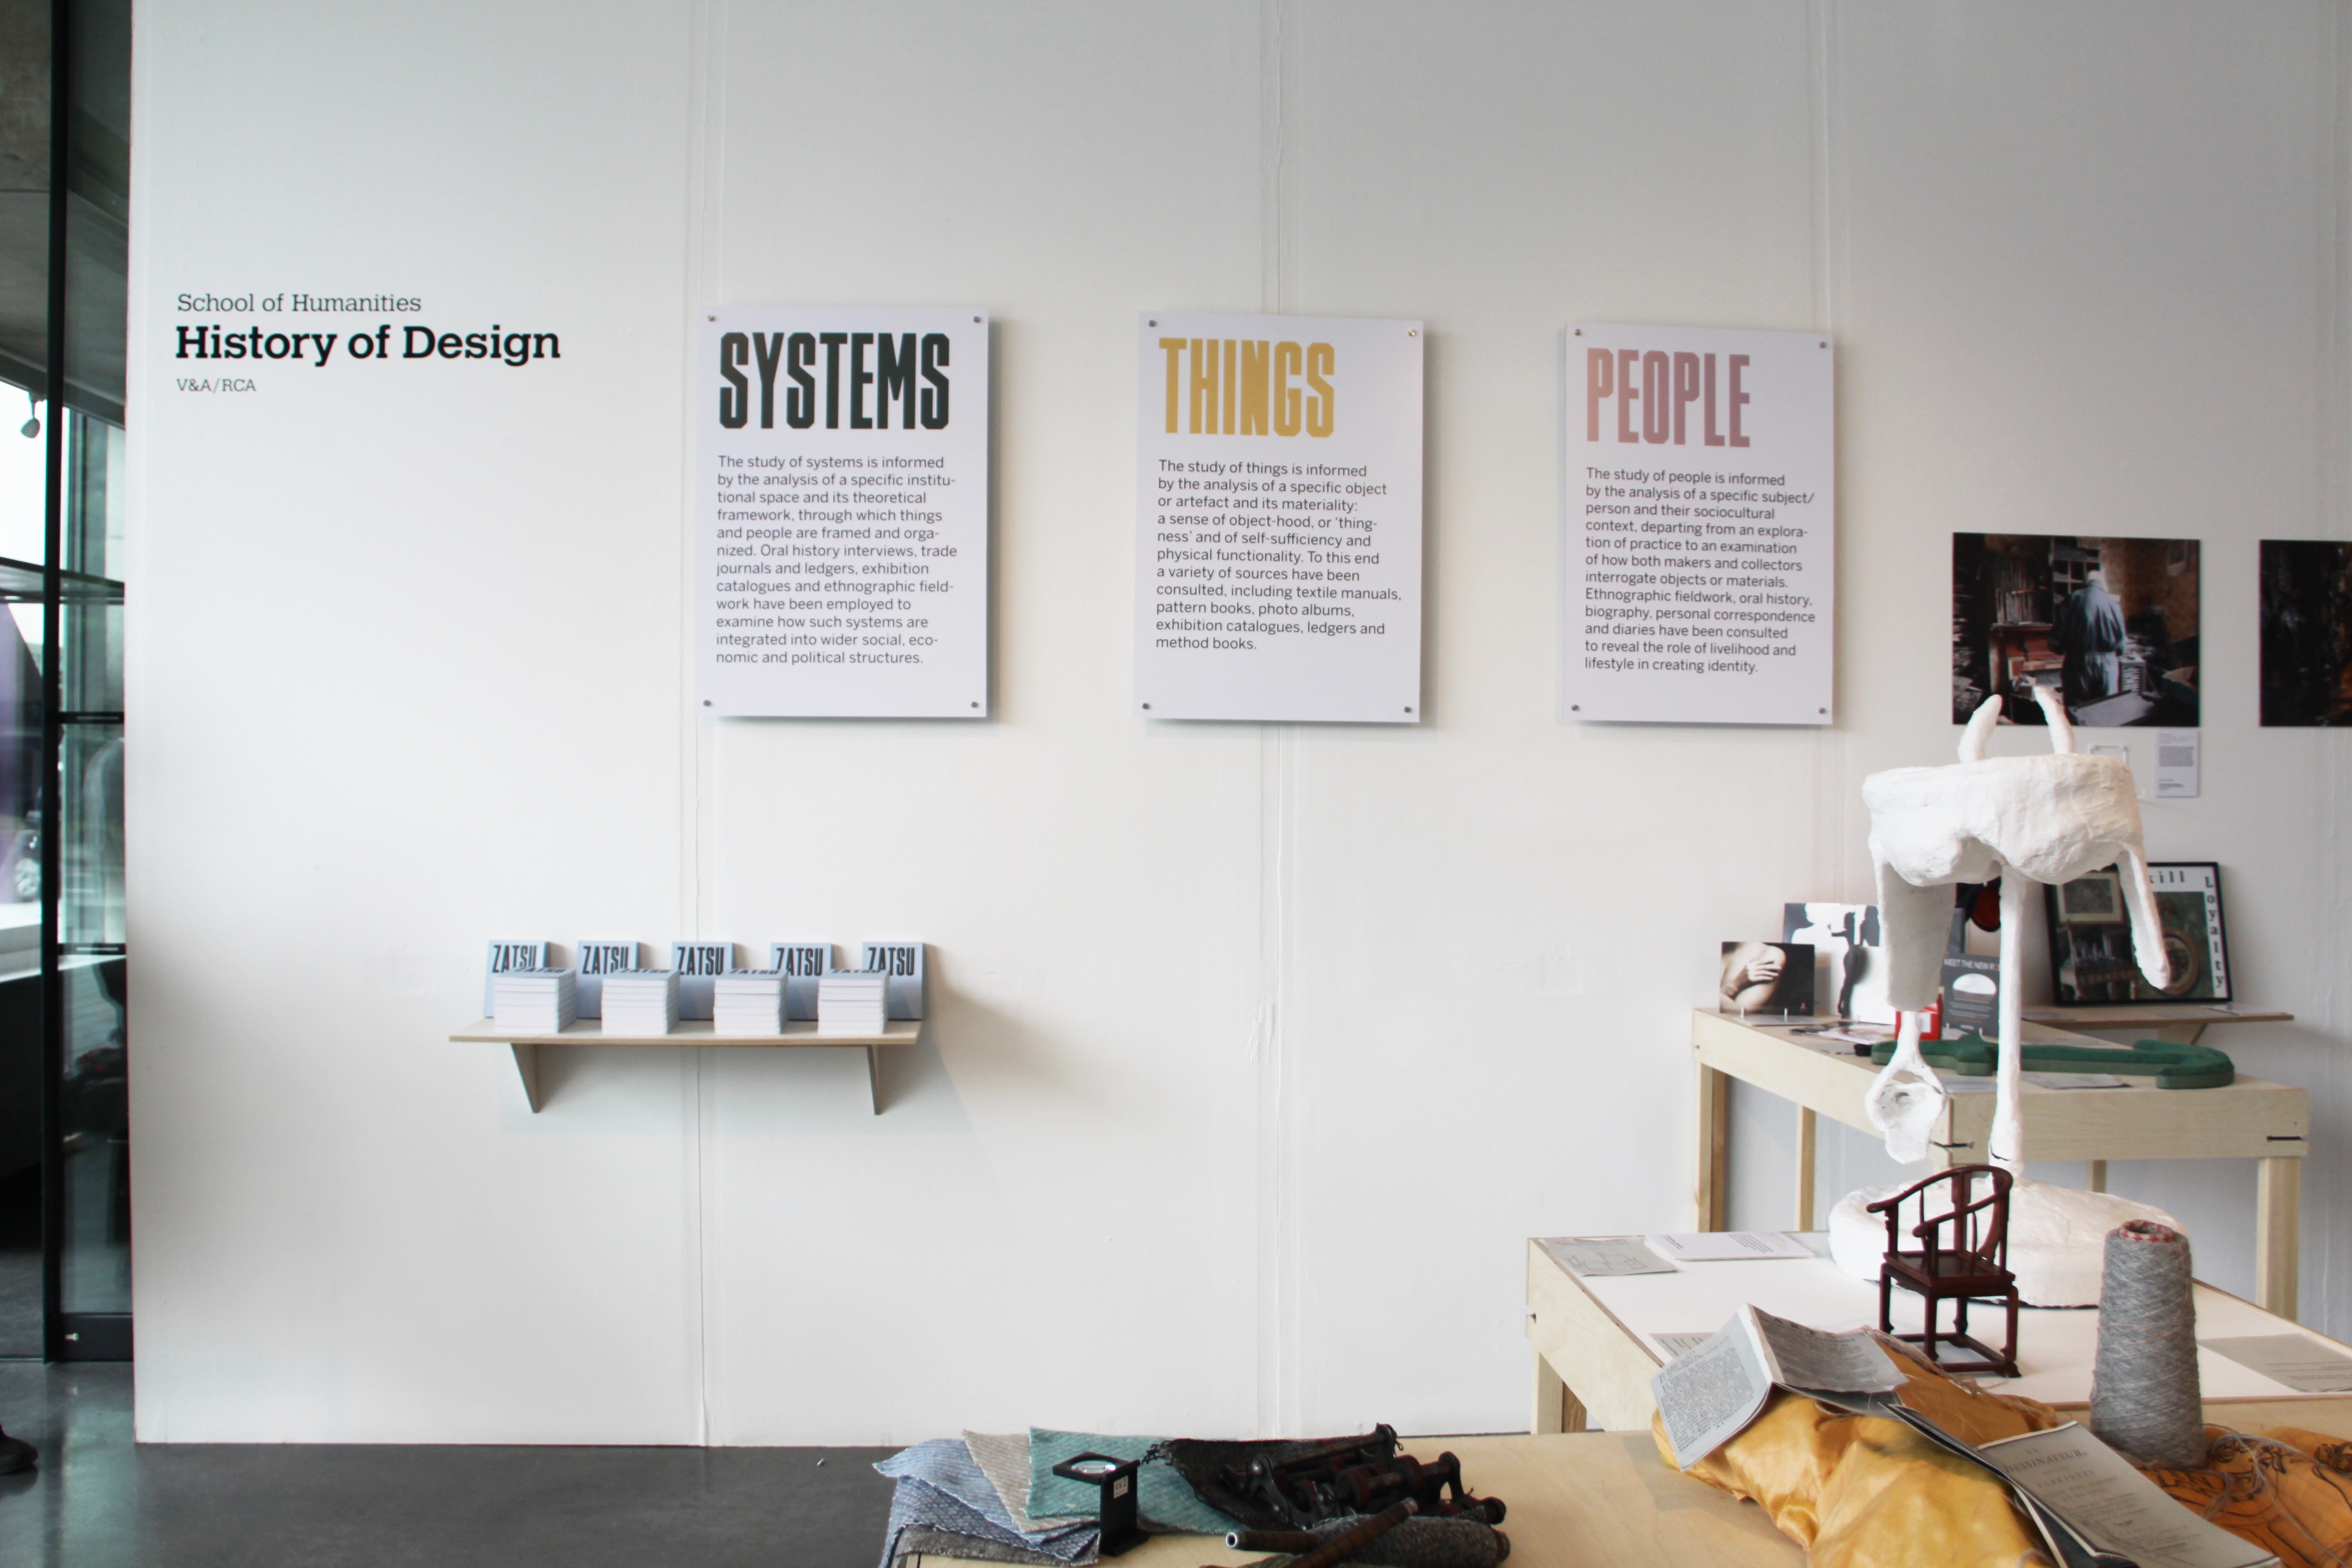 School of Humanities
History of Design
V&A/RCA
SYSTEMS
The study of systems is informed
by the analysis of a specific institu-
tional space and its theoretical
framework, through which things
and people are framed and orga-
nized. Oral history interviews, trade
journals and ledgers, exhibition
catalogues and ethnographic field-
work have been employed to
examine how such systems are
integrated into wider social, eco-
nomic and political structures.
THINGS
The study of things is informed
by the analysis of a specific object
or artefact and its materiality:
a sense of object-hood, or ‘thing-
ness’ and of self-sufficiency and
physical functionality. To this end
a variety of sources have been
consulted, including textile manuals,
pattern books, photo albums,
exhibition catalogues, ledgers and
method books.
PEOPLE
The study of people is informed
by the analysis of a specific subject/
person and their sociocultural
context, departing from an explora-
tion of practice to an examination
of how both makers and collectors
interrogate objects or materials.
Ethnographic fieldwork, oral history,
biography, personal correspondence
and diaries have been consulted
to reveal the role of livelihood and
lifestyle in creating identity.
ZATSU ZATSU ZATSU ZATSU ZATSU
Loyalty
MEET THE NEW
DESSINATEUR,